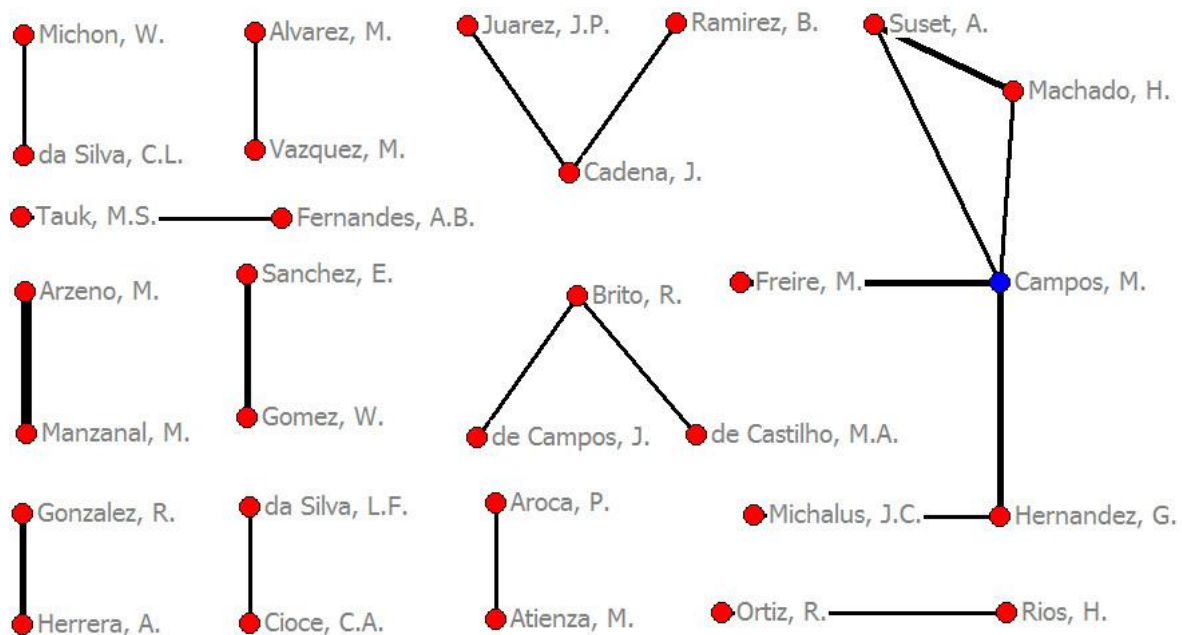 Michon, W.
Alvarez, M.
Juarez, J.P.
Ramirez, B.
Suset, A.
Machado, H.
da Silva, C.L.
Vazquez, M.
Cadena, J.
Tauk, M.S.
Fernandes, A.B.
Arzeno, M.
Sanchez, E.
Brito, R.
Freire, M.
Campos, M.
Manzanal, M.
Gomez, W.
de Campos, J.
de Castilho, M.A.
Gonzalez, R.
da Silva, L.F.
Aroca, P.
Michalus, J.C.
Hernandez, G.
Herrera, A.
Cioce, C.A.
Atienza, M.
Ortiz, R.
Rios, H.